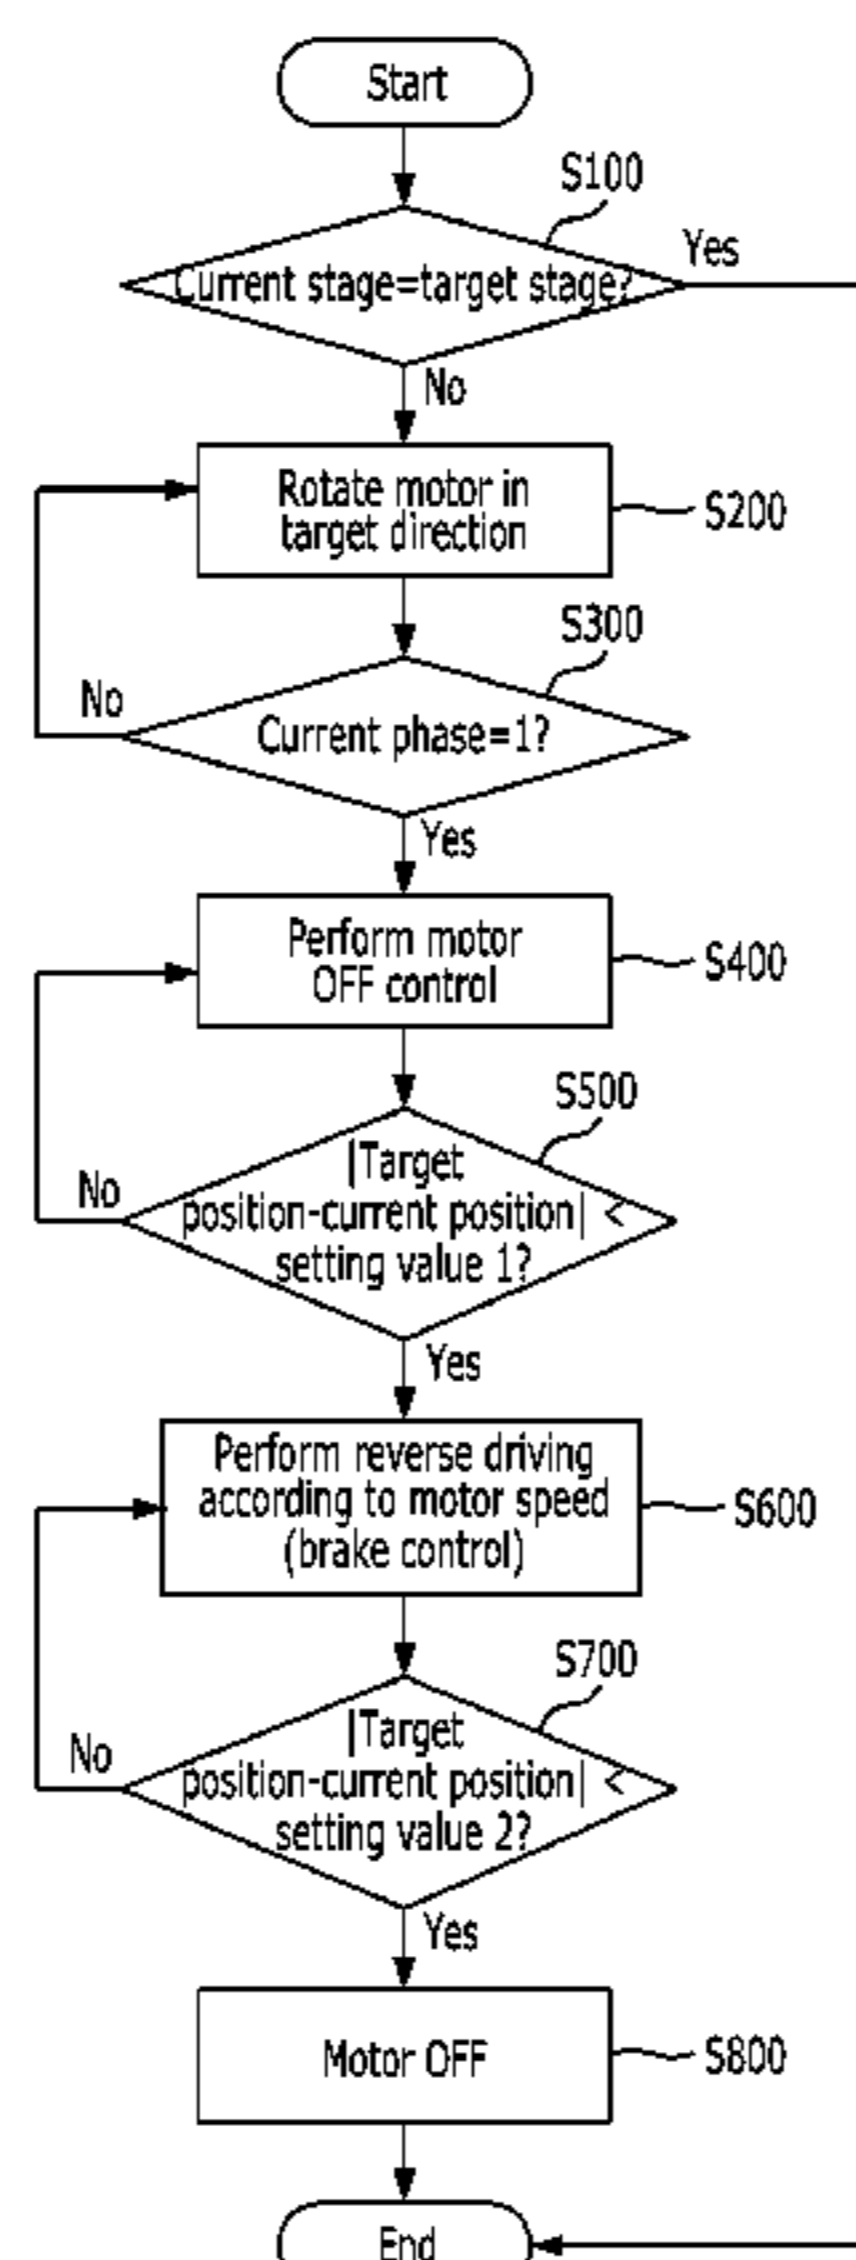 Start
S100
Current stage=target stage?
Yes
No
Rotate motor in
target direction
S200
S300
Current phase=1?
No
Yes
Perform motor
OFF control
S400
S500
|Target
position-current position| <
setting value 1?
No
Yes
Perform reverse driving
according to motor speed
(brake control)
S600
S700
|Target
position-current position| <
setting value 2?
No
Yes
Motor OFF
S800
End